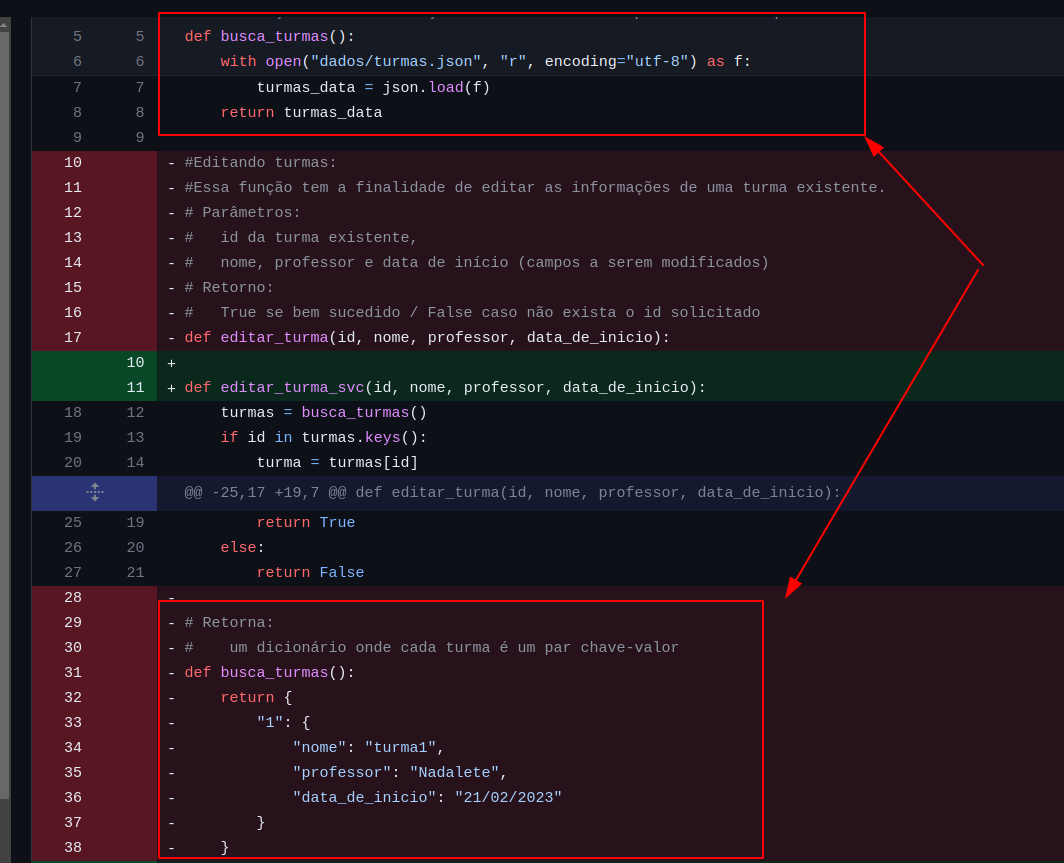 5 5 def busca_turmas():
6 6     with open("dados/turmas.json", "r", encoding="utf-8") as f:
7 7         turmas_data = json.load(f)
8 8     return turmas_data
9 9
10 - #Editando turmas:
11 - #Essa função tem a finalidade de editar as informações de uma turma existente.
12 - # Parâmetros:
13 - #   id da turma existente,
14 - #   nome, professor e data de início (campos a serem modificados)
15 - # Retorno:
16 - #   True se bem sucedido / False caso não exista o id solicitado
17 - def editar_turma(id, nome, professor, data_de_inicio):
10 +
11 + def editar_turma_svc(id, nome, professor, data_de_inicio):
18 12     turmas = busca_turmas()
19 13     if id in turmas.keys():
20 14         turma = turmas[id]
@@ -25,17 +19,7 @@ def editar_turma(id, nome, professor, data_de_inicio):
25 19         return True
26 20     else:
27 21         return False
28 -
29 - # Retorna:
30 - #    um dicionário onde cada turma é um par chave-valor
31 - def busca_turmas():
32 -     return {
33 -         "1": {
34 -             "nome": "turma1",
35 -             "professor": "Nadalete",
36 -             "data_de_inicio": "21/02/2023"
37 -         }
38 -     }